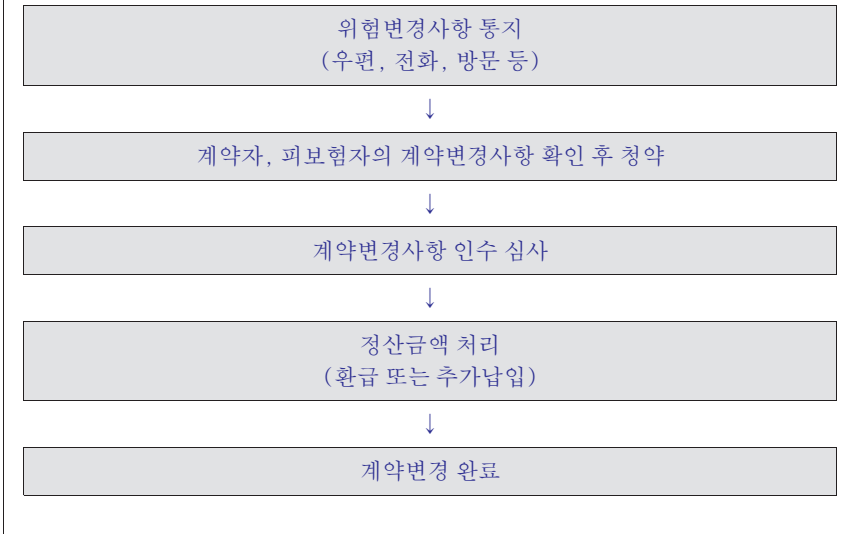 위험변경사항 통지
(우편, 전화, 방문 등)
↓
계약자, 피보험자의 계약변경사항 확인 후 청약
↓
계약변경사항 인수 심사
↓
정산금액 처리
(환급 또는 추가납입)
↓
계약변경 완료